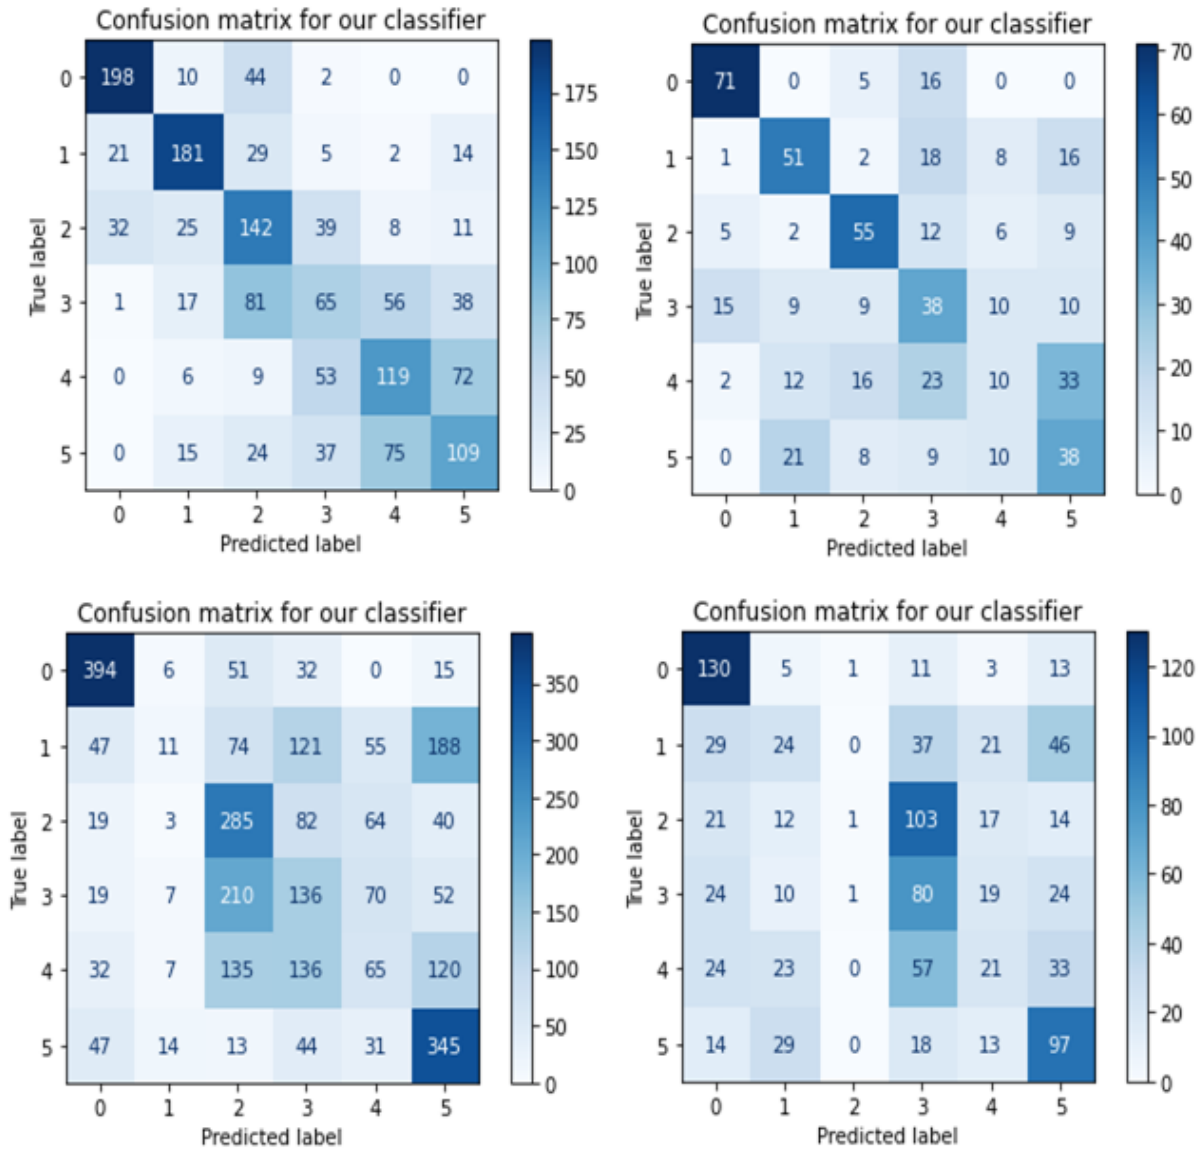 Confusion matrix for our classifier
0 198 10 44 2 0 0
1 21 181 29 5 2 14
2 32 25 142 39 8 11
3 1 17 81 65 56 38
4 0 6 9 53 119 72
5 0 15 24 37 75 109
0 1 2 3 4 5
Predicted label
True label
175
150
125
100
75
50
25
0
Confusion matrix for our classifier
0 71 0 5 16 0 0
1 1 51 2 18 8 16
2 5 2 55 12 6 9
3 15 9 9 38 10 10
4 2 12 16 23 10 33
5 0 21 8 9 10 38
0 1 2 3 4 5
Predicted label
True label
70
60
50
40
30
20
10
0
Confusion matrix for our classifier
0 394 6 51 32 0 15
1 47 11 74 121 55 188
2 19 3 285 82 64 40
3 19 7 210 136 70 52
4 32 7 135 136 65 120
5 47 14 13 44 31 345
0 1 2 3 4 5
Predicted label
True label
350
300
250
200
150
100
50
0
Confusion matrix for our classifier
0 130 5 1 11 3 13
1 29 24 0 37 21 46
2 21 12 1 103 17 14
3 24 10 1 80 19 24
4 24 23 0 57 21 33
5 14 29 0 18 13 97
0 1 2 3 4 5
Predicted label
True label
120
100
80
60
40
20
0